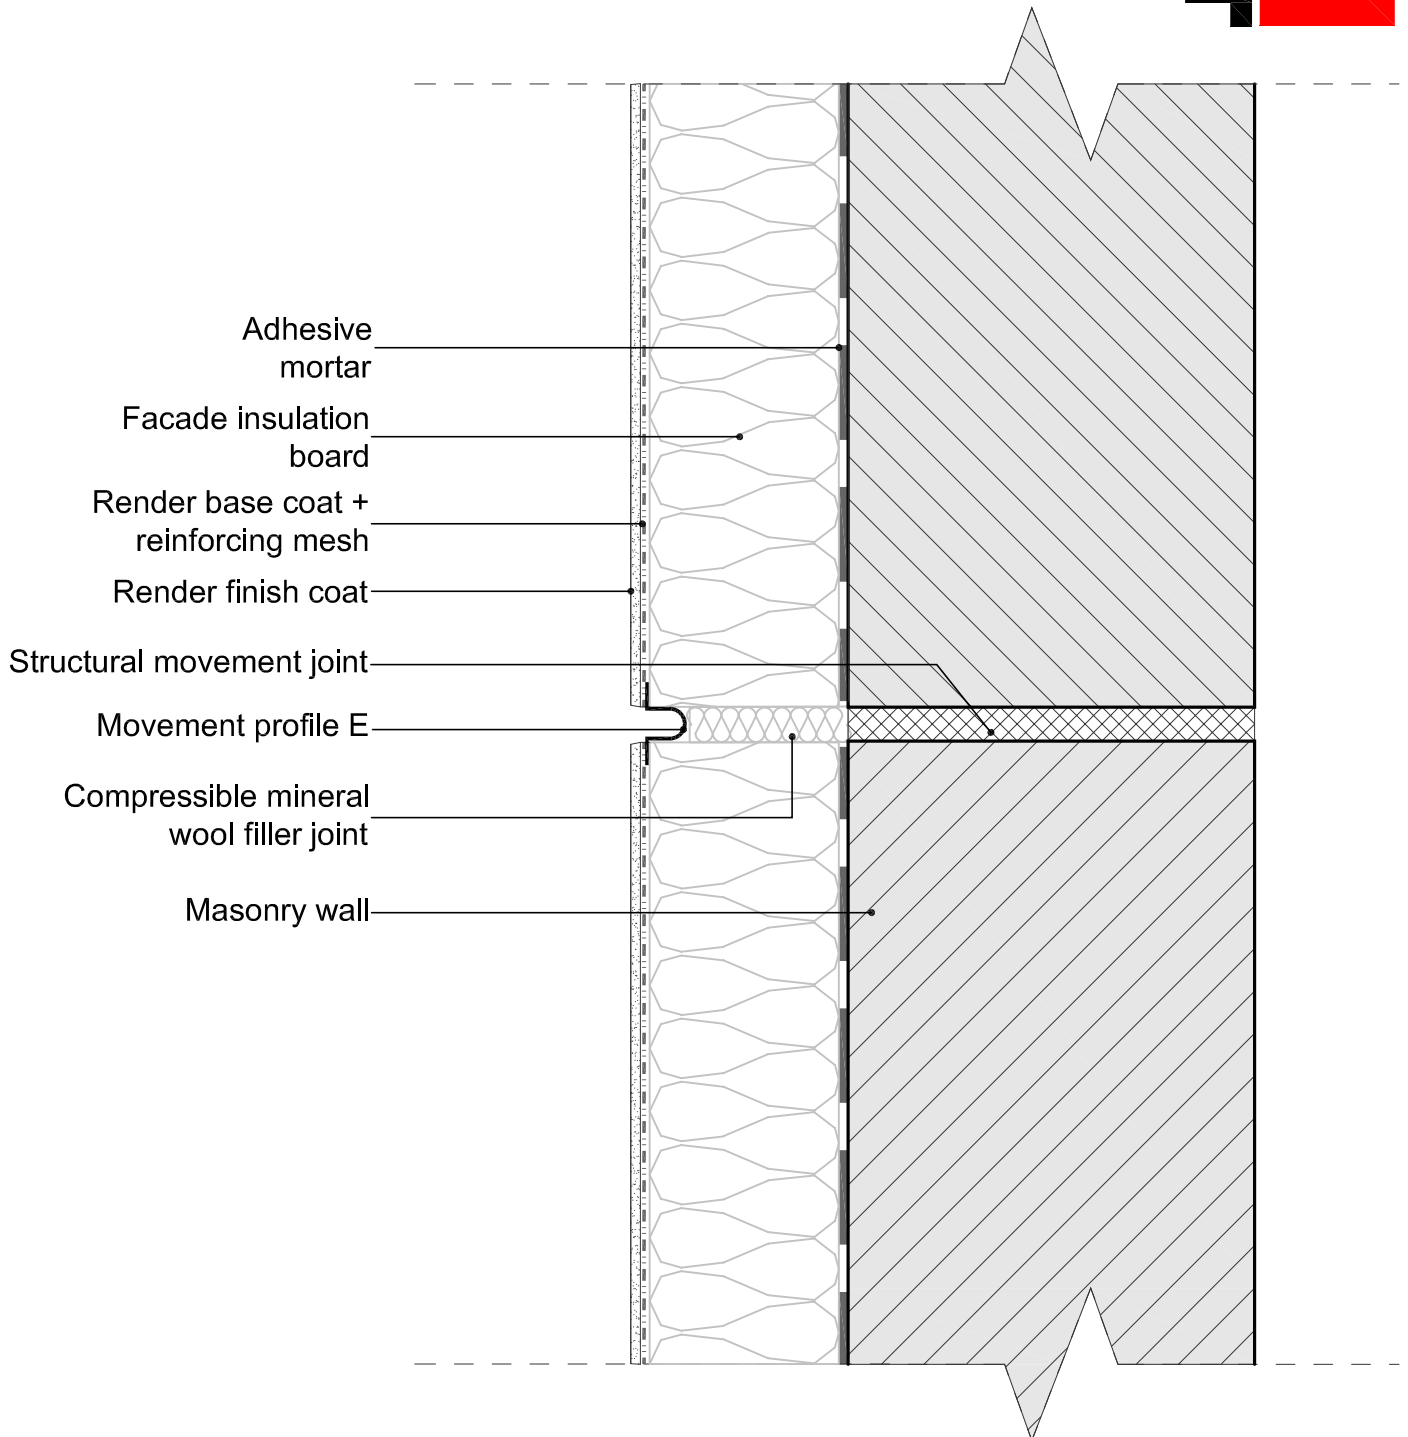 Adhesive
mortar
Facade insulation
board
Render base coat +
reinforcing mesh
Render finish coat
Structural movement joint
Movement profile E
Compressible mineral
wool filler joint
Masonry wall